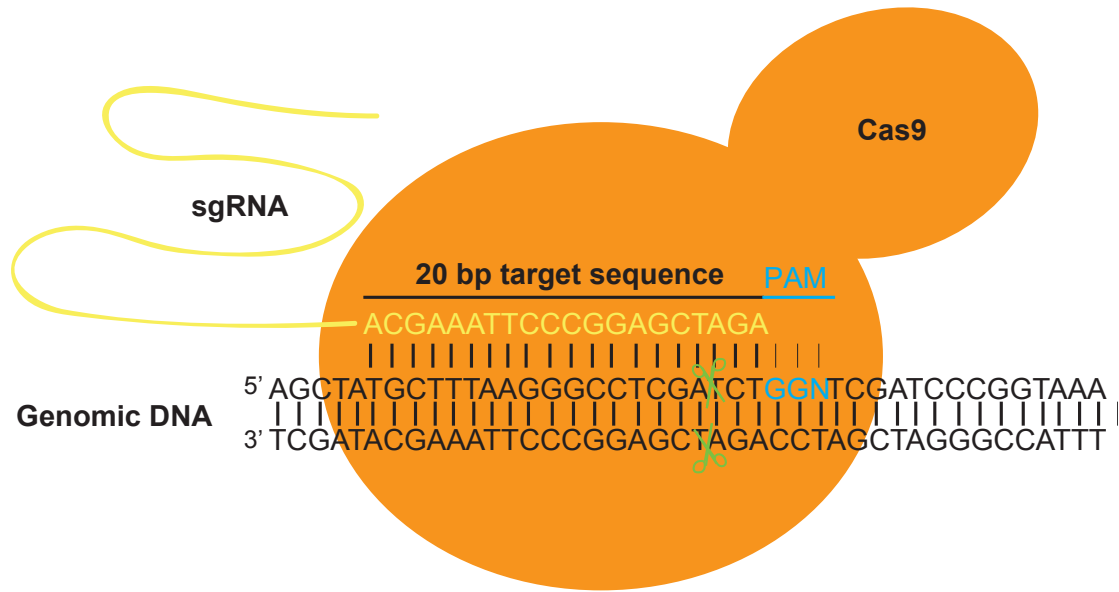 Cas9
sgRNA
20 bp target sequence PAM
ACGAAATTCCCGGAGCTAGA
5’ AGCTATGCTTTAAGGGCCTCGATCTGGNTCGATCCCGGTAAA
Genomic DNA
3’ TCGATACGAAATTCCCGGAGCTAGACCTAGCTAGGGCCATTT